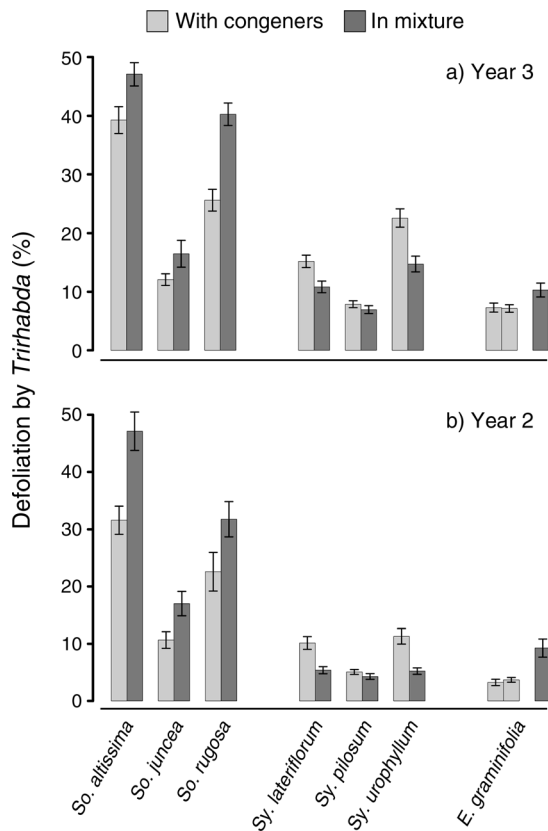 With congeners In mixture
a) Year 3
50
40
30
20
10
0
Defoliation by Trirhabda (%)
b) Year 2
50
40
30
20
10
0
So. altissima
So. juncea
So. rugosa
Sy. lateriflorum
Sy. pilosum
Sy. urophyllum
E. graminifolia